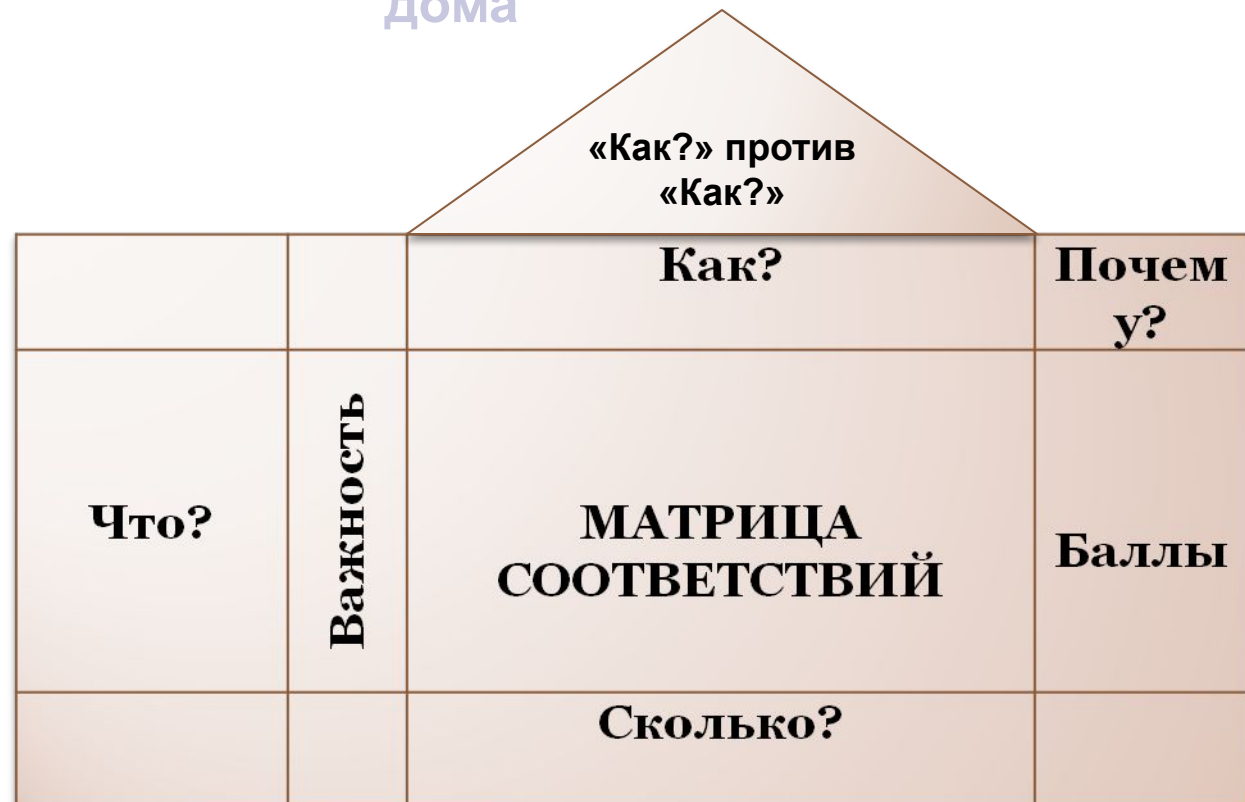 дома
«Как?» против
«Как?»
Как?
Почем
у?
Что?
Важность
МАТРИЦА
СООТВЕТСТВИЙ
Баллы
Сколько?